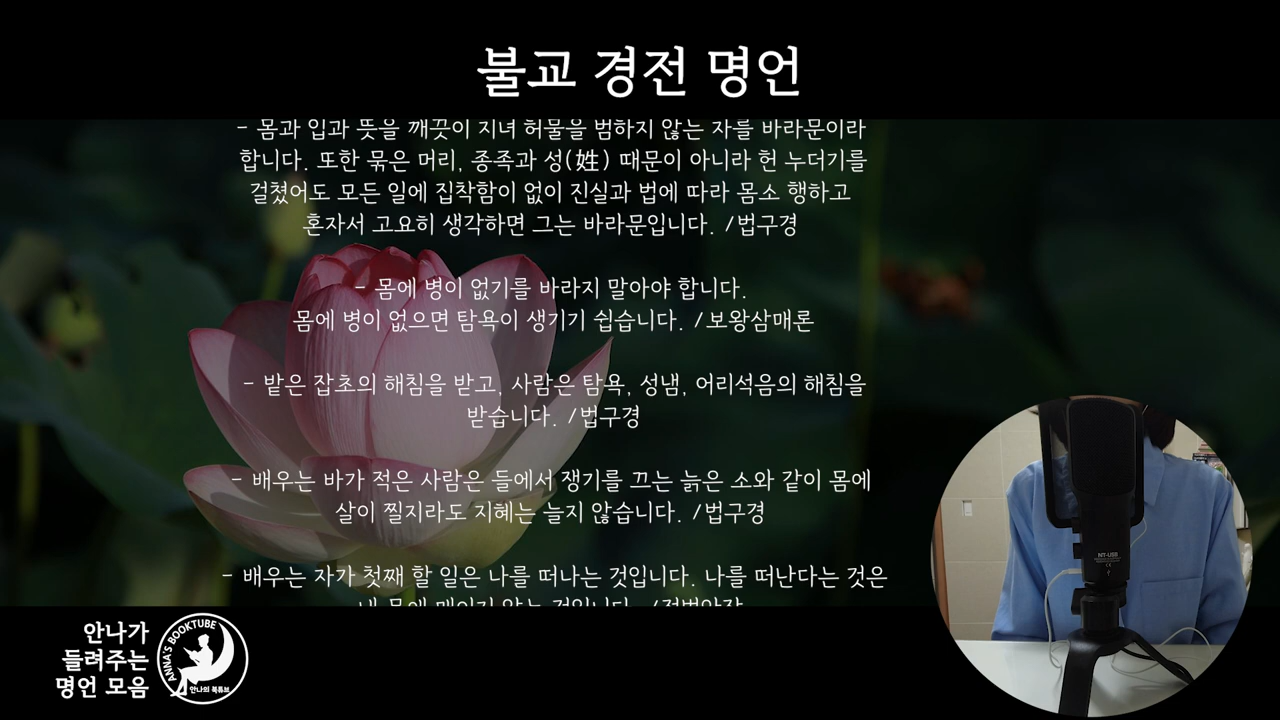 불교 경전 명언
- 몸과 입과 뜻을 깨끗이 지녀 허물을 범하지 않는 자를 바라문이라
합니다. 또한 묶은 머리, 종족과 성(姓) 때문이 아니라 헌 누더기를
걸쳤어도 모든 일에 집착함이 없이 진실과 법에 따라 몸소 행하고
혼자서 고요히 생각하면 그는 바라문입니다. /법구경
- 몸에 병이 없기를 바라지 말아야 합니다.
몸에 병이 없으면 탐욕이 생기기 쉽습니다. /보왕삼매론
- 밭은 잡초의 해침을 받고, 사람은 탐욕, 성냄, 어리석음의 해침을
받습니다. /법구경
- 배우는 바가 적은 사람은 들에서 쟁기를 끄는 늙은 소와 같이 몸에
살이 찔지라도 지혜는 늘지 않습니다. /법구경
- 배우는 자가 첫째 할 일은 나를 떠나는 것입니다. 나를 떠난다는 것은
안나가
들려주는
명언 모음
ANNA'S BOOKTUBE
안나의 북튜브
NT-USB